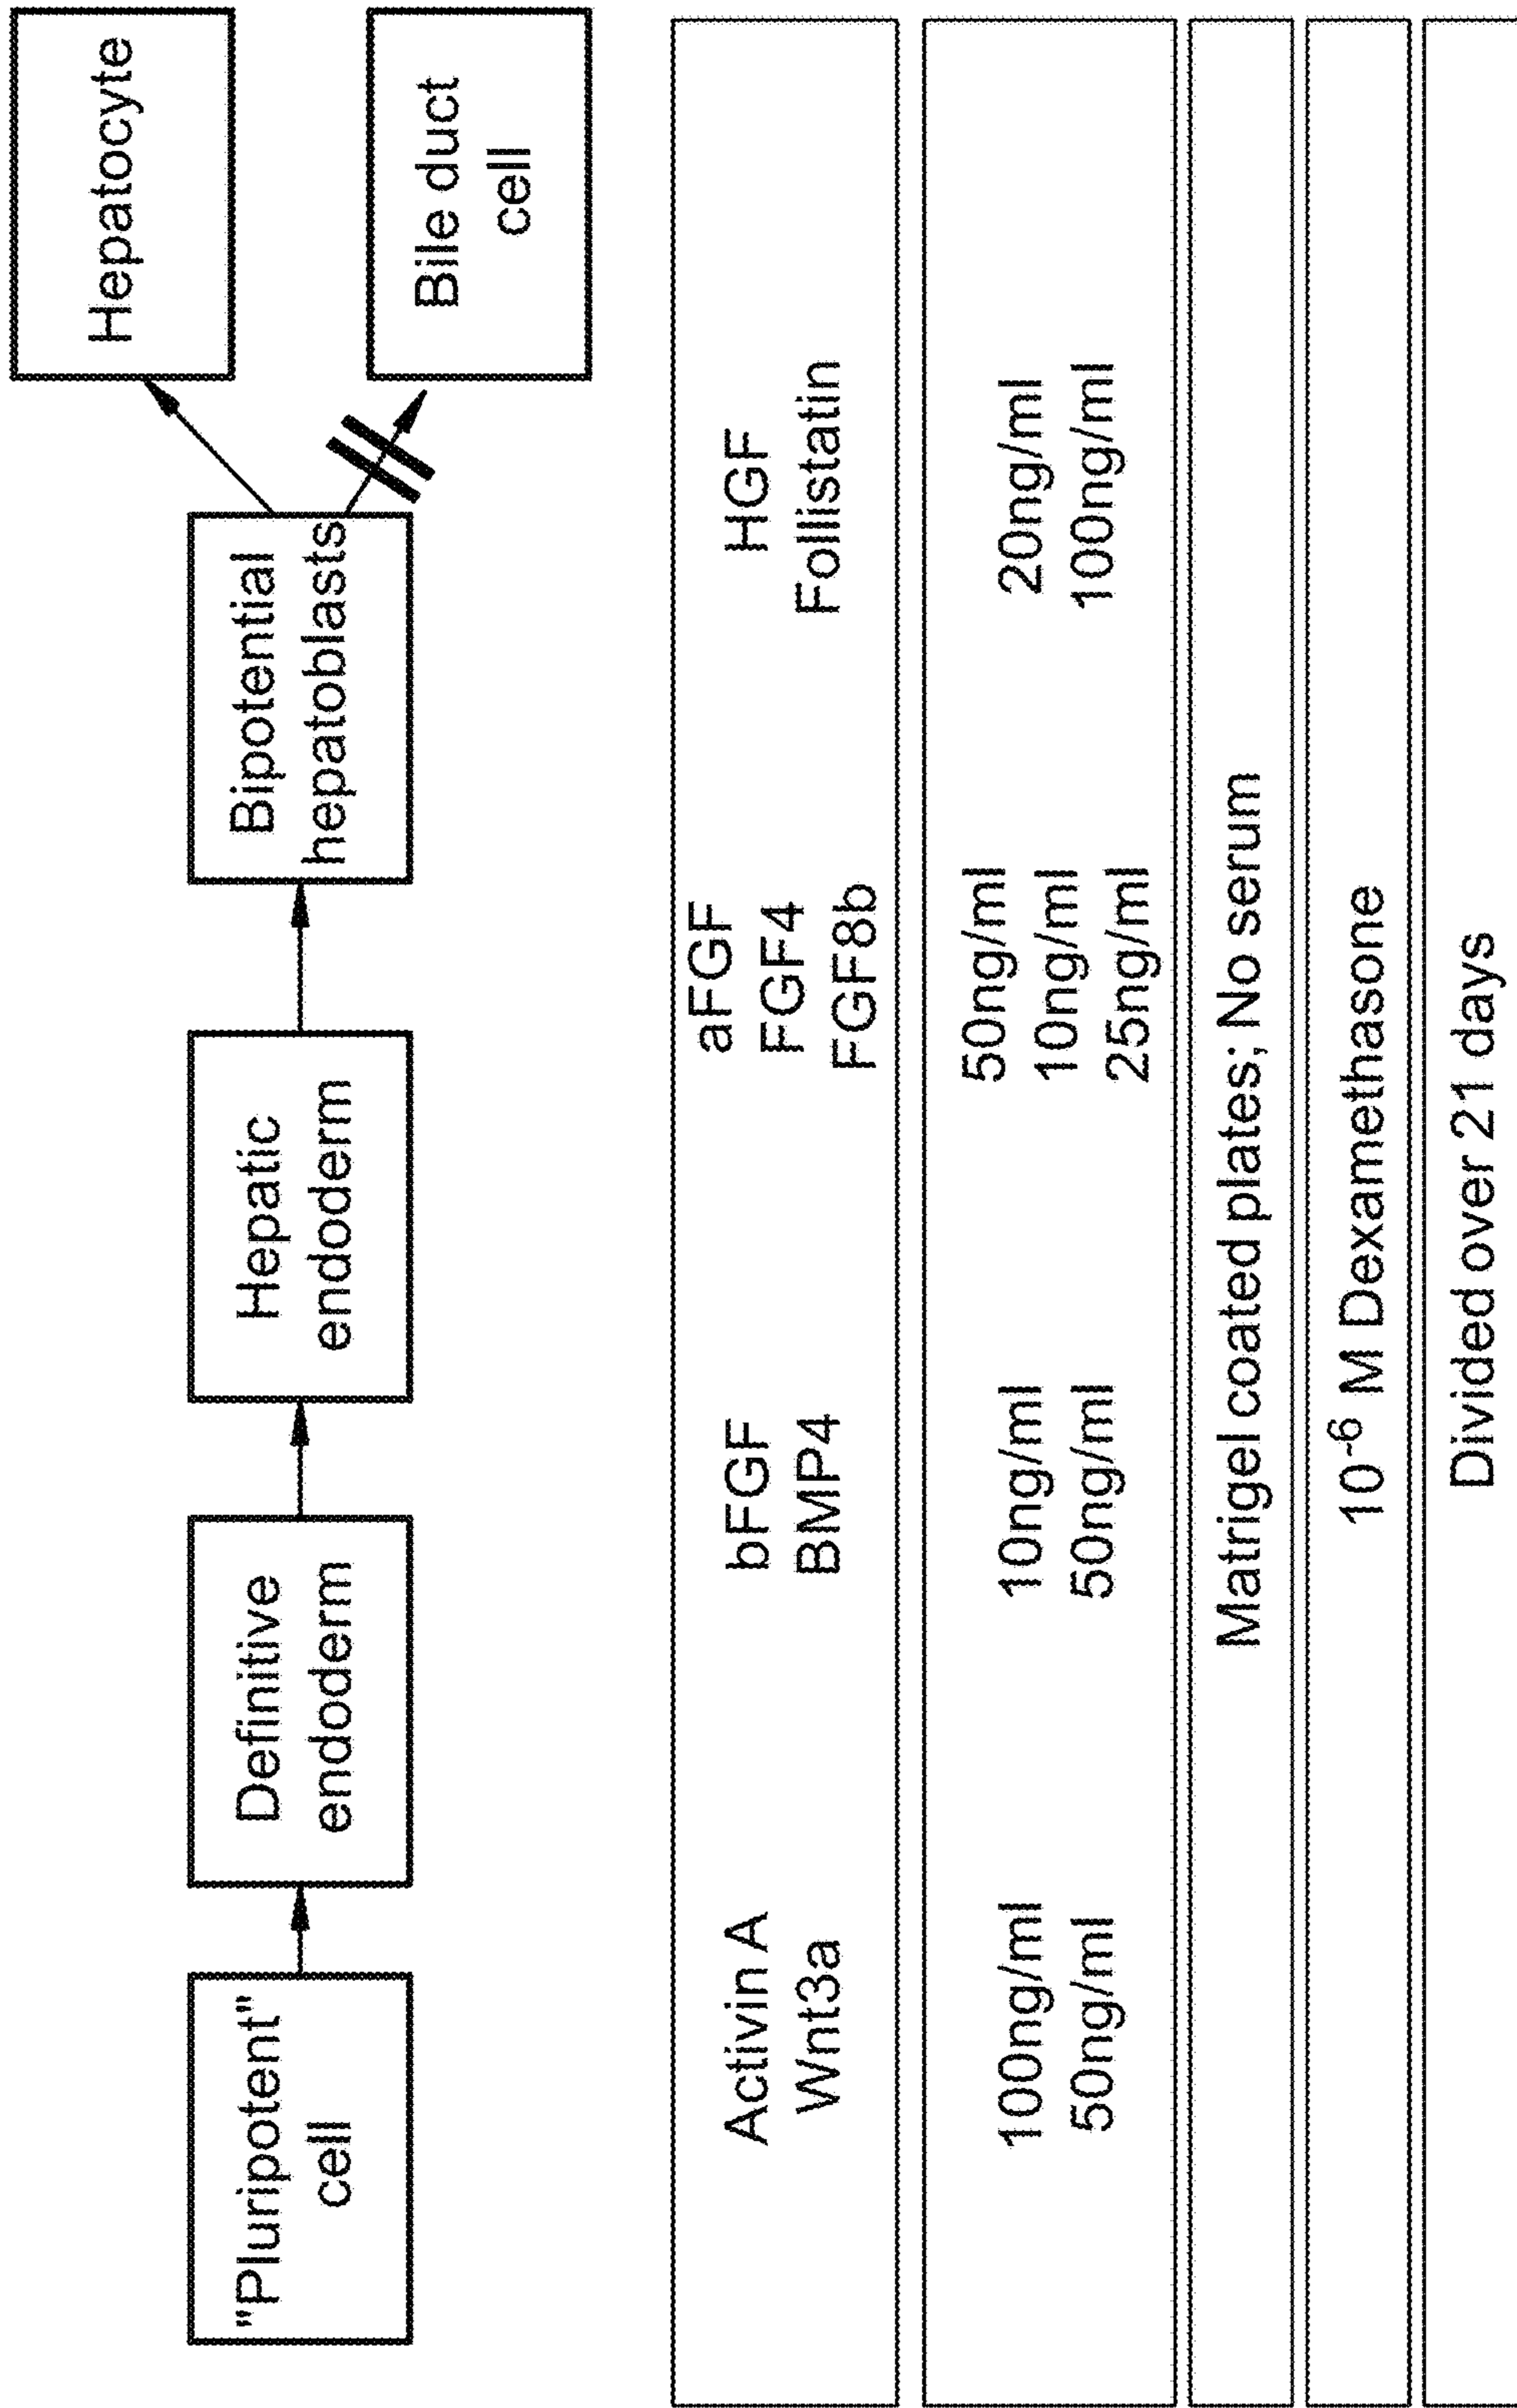 "Pluripotent"
cell
Definitive
endoderm
Hepatic
endoderm
Bipotential
hepatoblasts
Hepatocyte
Bile duct
cell
Activin A
Wnt3a
bFGF
BMP4
aFGF
FGF4
FGF8b
HGF
Follistatin
100ng/ml
50ng/ml
10ng/ml
50ng/ml
50ng/ml
10ng/ml
25ng/ml
20ng/ml
100ng/ml
Matrigel coated plates; No serum
10⁻⁶ M Dexamethasone
Divided over 21 days